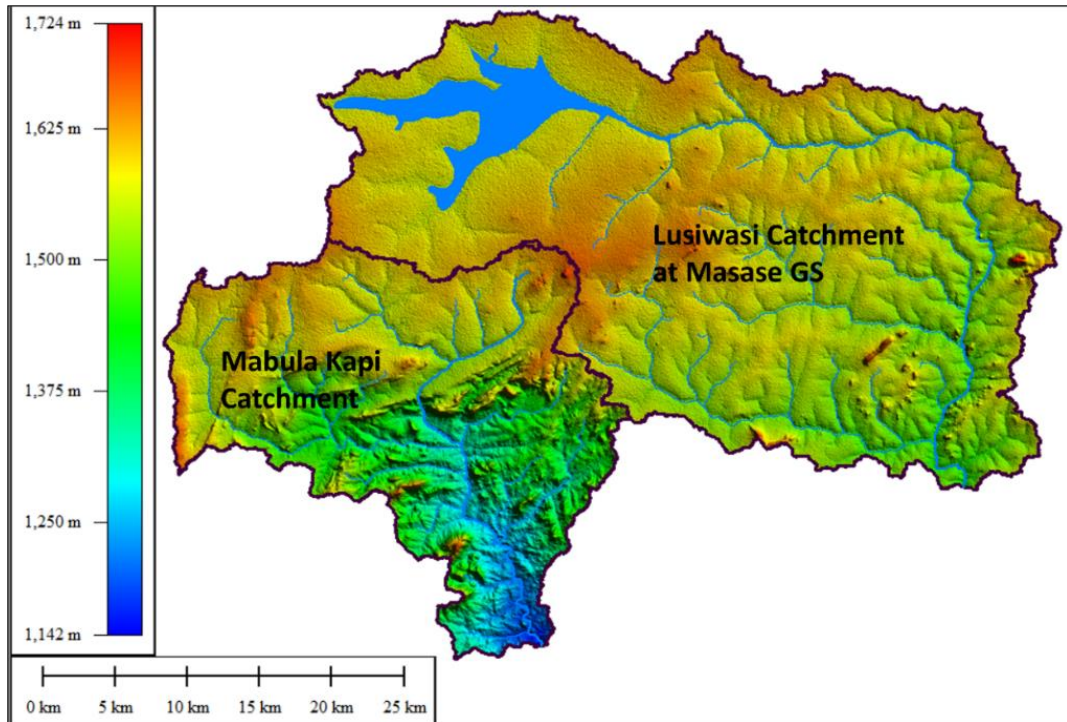 1,724 m
1,625 m
1,500 m
1,375 m
1,250 m
1,142 m
Lusiwasi Catchment
at Masase GS
Mabula Kapi
Catchment
0 km 5 km 10 km 15 km 20 km 25 km